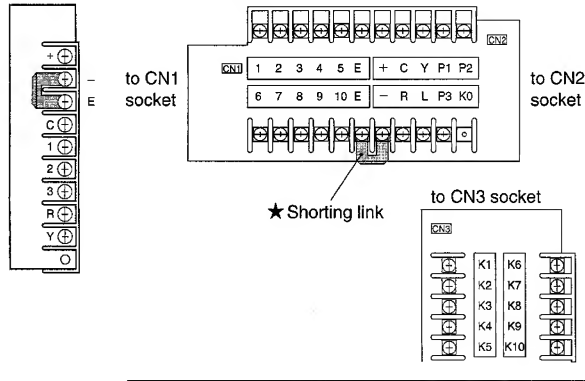 +
–
E
C
1
2
3
R
Y
to CN1
socket
CN2
CN1 1 2 3 4 5 E + C Y P1 P2
6 7 8 9 10 E – R L P3 K0
to CN2
socket
★ Shorting link
to CN3 socket
CN3
K1 K6
K2 K7
K3 K8
K4 K9
K5 K10